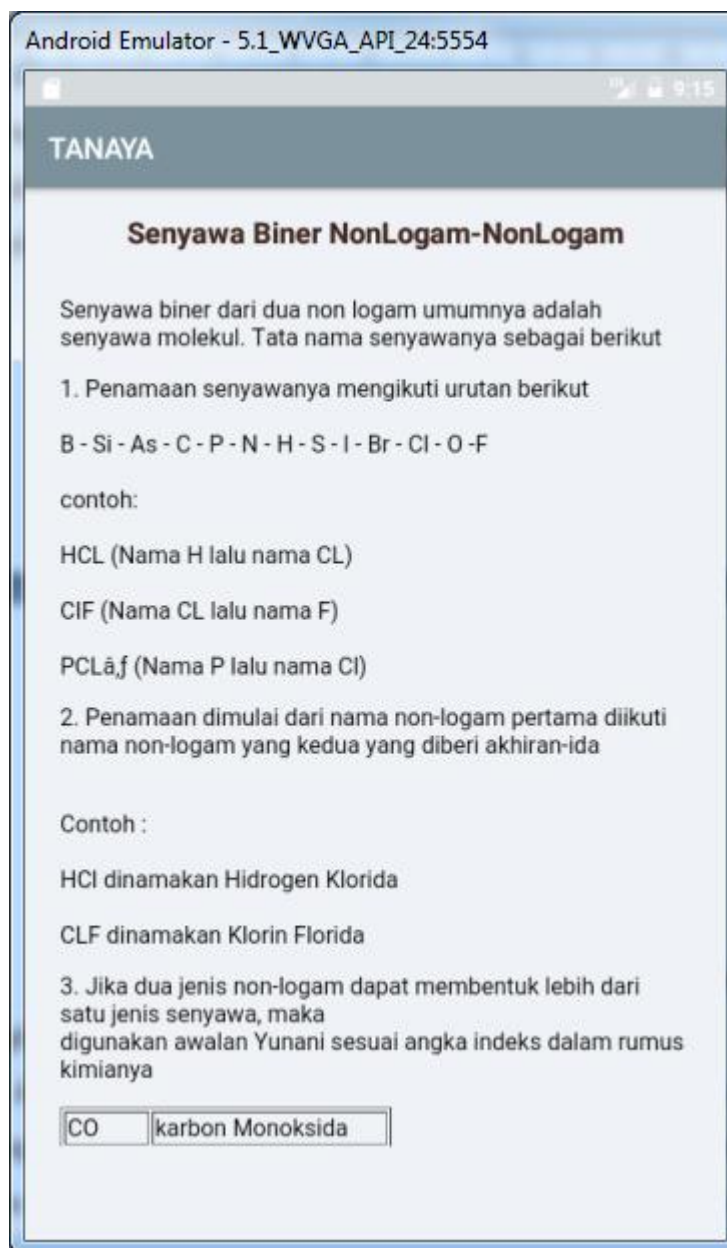 Android Emulator - 5.1_WVGA_API_24:5554
9:15
TANAYA
Senyawa Biner NonLogam-NonLogam
Senyawa biner dari dua non logam umumnya adalah
senyawa molekul. Tata nama senyawanya sebagai berikut
1. Penamaan senyawanya mengikuti urutan berikut
B - Si - As - C - P - N - H - S - I - Br - Cl - O -F
contoh:
HCL (Nama H lalu nama CL)
ClF (Nama CL lalu nama F)
PCLâ‚ƒ (Nama P lalu nama Cl)
2. Penamaan dimulai dari nama non-logam pertama diikuti
nama non-logam yang kedua yang diberi akhiran-ida
Contoh :
HCl dinamakan Hidrogen Klorida
CLF dinamakan Klorin Florida
3. Jika dua jenis non-logam dapat membentuk lebih dari
satu jenis senyawa, maka
digunakan awalan Yunani sesuai angka indeks dalam rumus
kimianya
CO karbon Monoksida